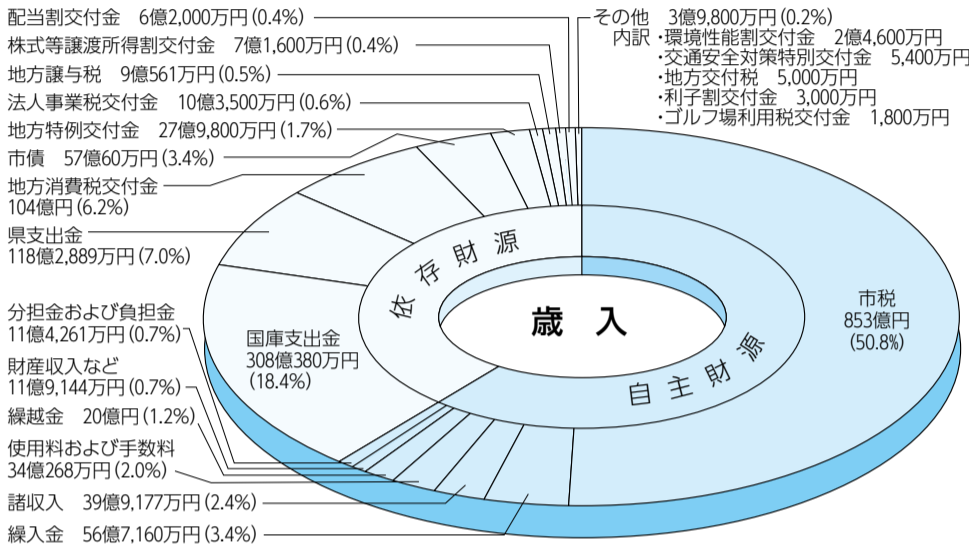 配当割交付金 6億2,000万円(0.4%)
株式等譲渡所得割交付金 7億1,600万円(0.4%)
地方譲与税 9億561万円(0.5%)
法人事業税交付金 10億3,500万円(0.6%)
地方特例交付金 27億9,800万円(1.7%)
市債 57億60万円(3.4%)
地方消費税交付金
104億円(6.2%)
県支出金
118億2,889万円(7.0%)
分担金および負担金
11億4,261万円(0.7%)
財産収入など
11億9,144万円(0.7%)
繰越金 20億円(1.2%)
使用料および手数料
34億268万円(2.0%)
諸収入 39億9,177万円(2.4%)
繰入金 56億7,160万円(3.4%)
その他 3億9,800万円(0.2%)
内訳・環境性能割交付金 2億4,600万円
・交通安全対策特別交付金 5,400万円
・地方交付税 5,000万円
・利子割交付金 3,000万円
・ゴルフ場利用税交付金 1,800万円
依存財源
国庫支出金
308億380万円
(18.4%)
歳入
自主財源
市税
853億円
(50.8%)